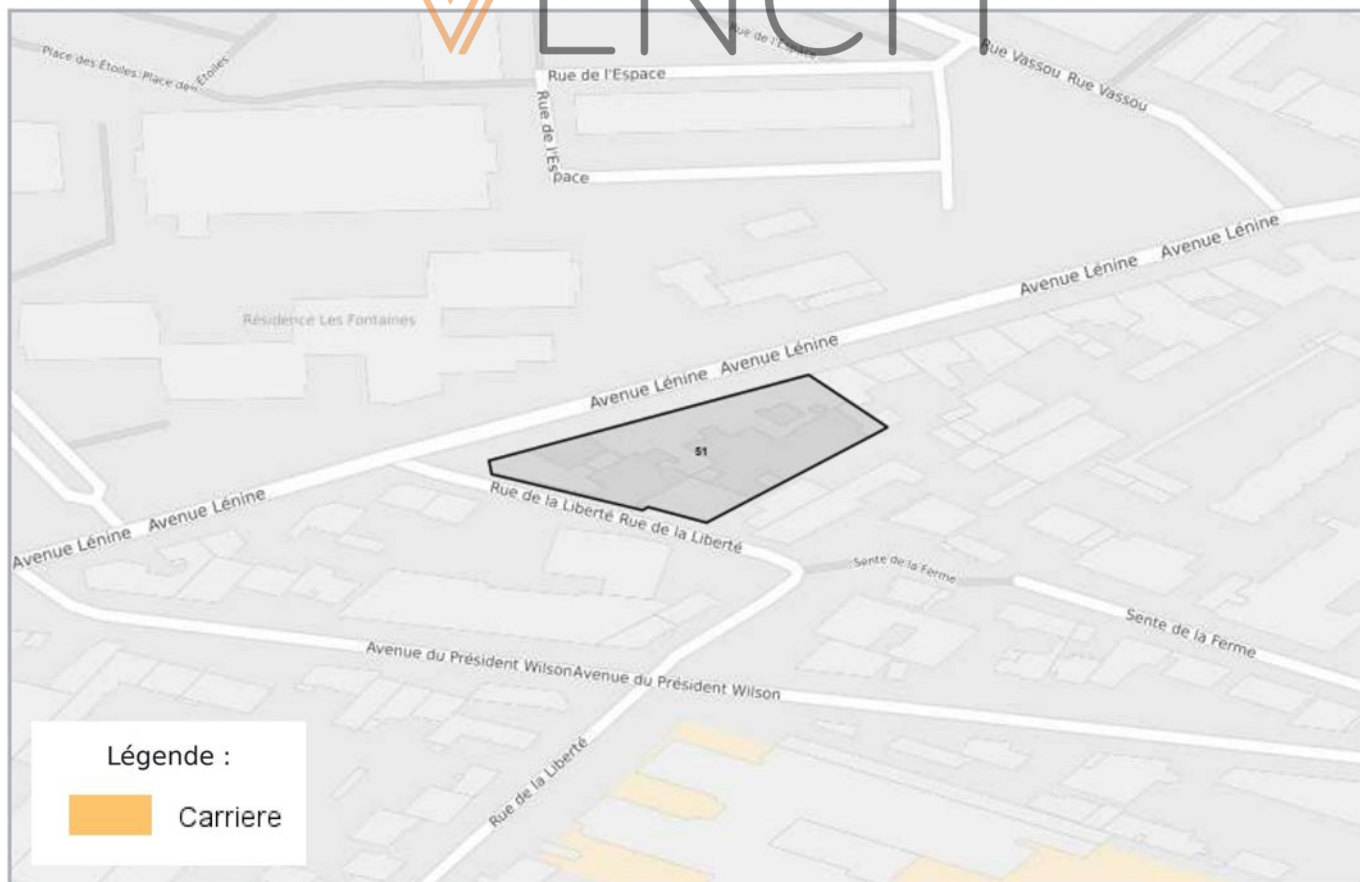 VENCH
Rue de l'Espace
Place des Étoiles
Place des Étoiles
Rue de l'Espace
Rue Vassou
Rue Vassou
Rue de l'Espace
Avenue Lénine
Avenue Lénine
Résidence Les Fontaines
Avenue Lénine
Avenue Lénine
51
Rue de la Liberté
Rue de la Liberté
Avenue Lénine
Avenue Lénine
Sente de la Ferme
Sente de la Ferme
Avenue du Président Wilson
Avenue du Président Wilson
Rue de la Liberté
Légende :
Carriere